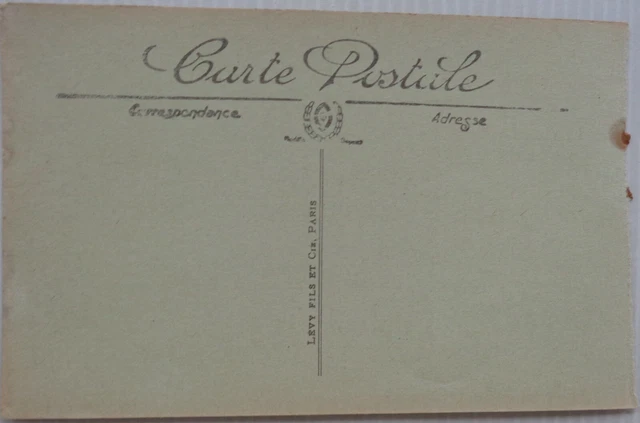 Carte Postale
Correspondance
Adresse
LEVY FILS ET CIE, PARIS